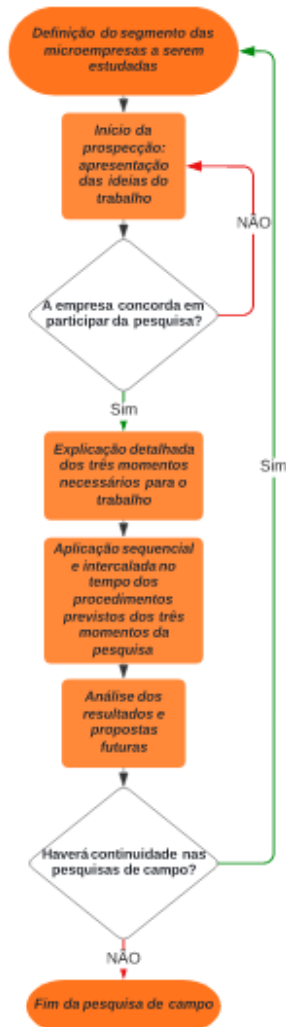 Definição do segmento das
microempresas a serem
estudadas
Início da
prospecção:
apresentação
das ideias do
trabalho
NÃO
A empresa concorda em
participar da pesquisa?
Sim
Explicação detalhada
dos três momentos
necessários para o
trabalho
Sim
Aplicação sequencial
e intercalada no
tempo dos
procedimentos
previstos dos três
momentos da
pesquisa
Análise dos
resultados e
propostas
futuras
Haverá continuidade nas
pesquisas de campo?
NÃO
Fim da pesquisa de campo